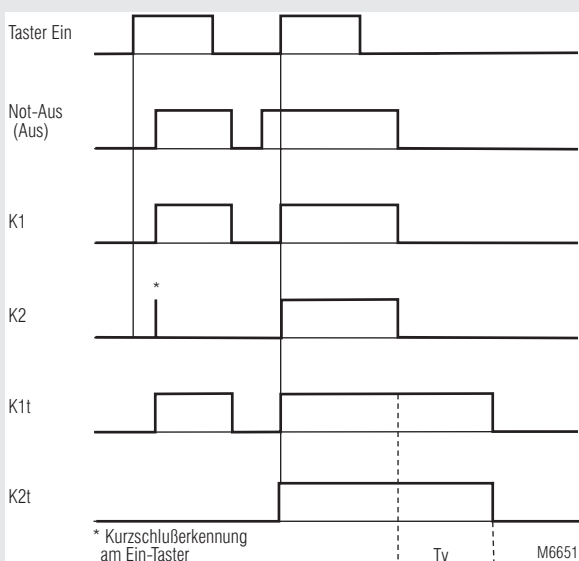 Taster Ein
Not-Aus
(Aus)
K1
*
K2
K1t
K2t
* Kurzschlußerkennung
am Ein-Taster
Tv
M6651